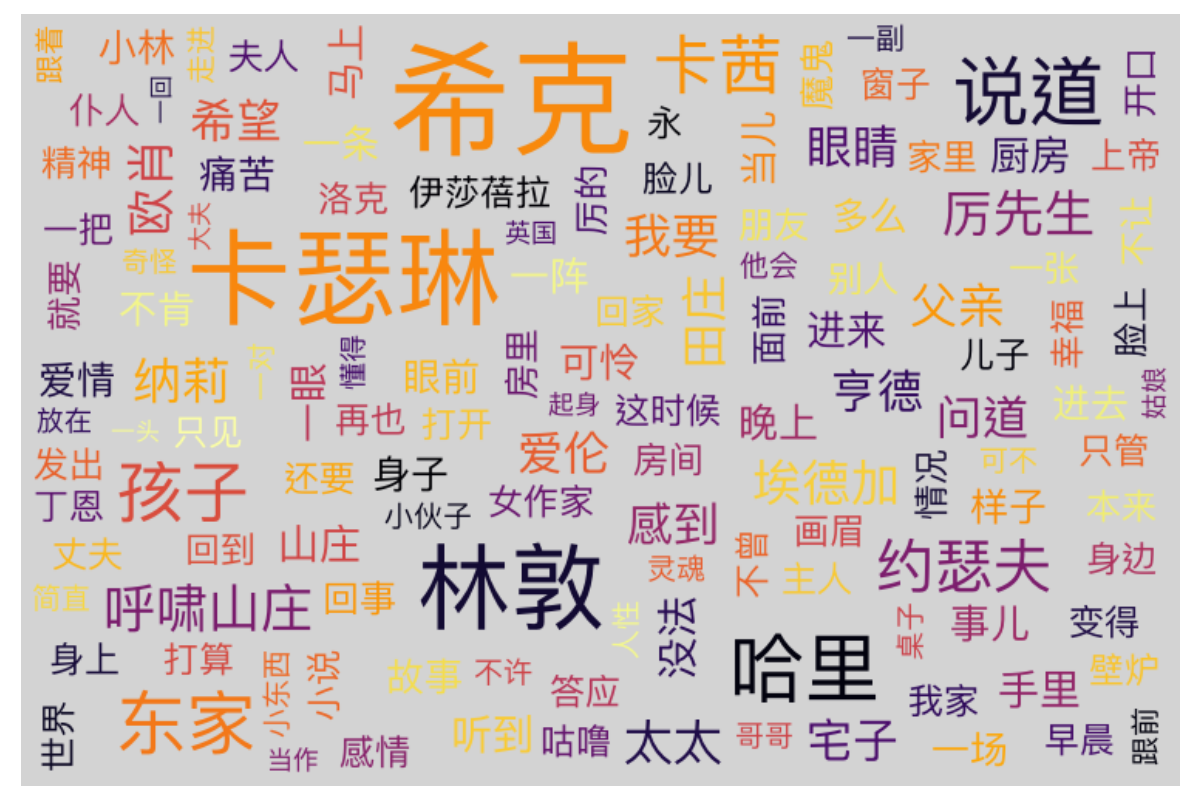 跟着
小林
走进
夫人
马上
希克
卡茜
魔鬼
一副
窗子
说道
开口
仆人
一回
希望
一条
永
当儿
眼睛
家里
厨房
上帝
精神
欧肖
痛苦
洛克
伊莎蓓拉
厉的
脸儿
我要
朋友
多么
厉先生
不让
一把
大夫
奇怪
卡瑟琳
英国
一阵
他会
别人
一张
就要
不肯
回家
田庄
面前
进来
父亲
幸福
脸上
爱情
纳莉
一对
一眼
懂得
眼前
房里
可怜
儿子
放在
一头
只见
再也
打开
起身
这时候
晚上
亨德
问道
进去
姑娘
发出
孩子
还要
身子
爱伦
房间
埃德加
情况
可不
只管
丁恩
小伙子
女作家
感到
样子
本来
丈夫
回到
山庄
林敦
灵魂
不曾
画眉
主人
约瑟夫
身边
简直
呼啸山庄
回事
人性
没法
哈里
桌子
事儿
变得
身上
打算
小东西
小说
故事
不许
答应
我家
手里
壁炉
世界
东家
当作
感情
听到
咕噜
太太
哥哥
宅子
一场
早晨
跟前